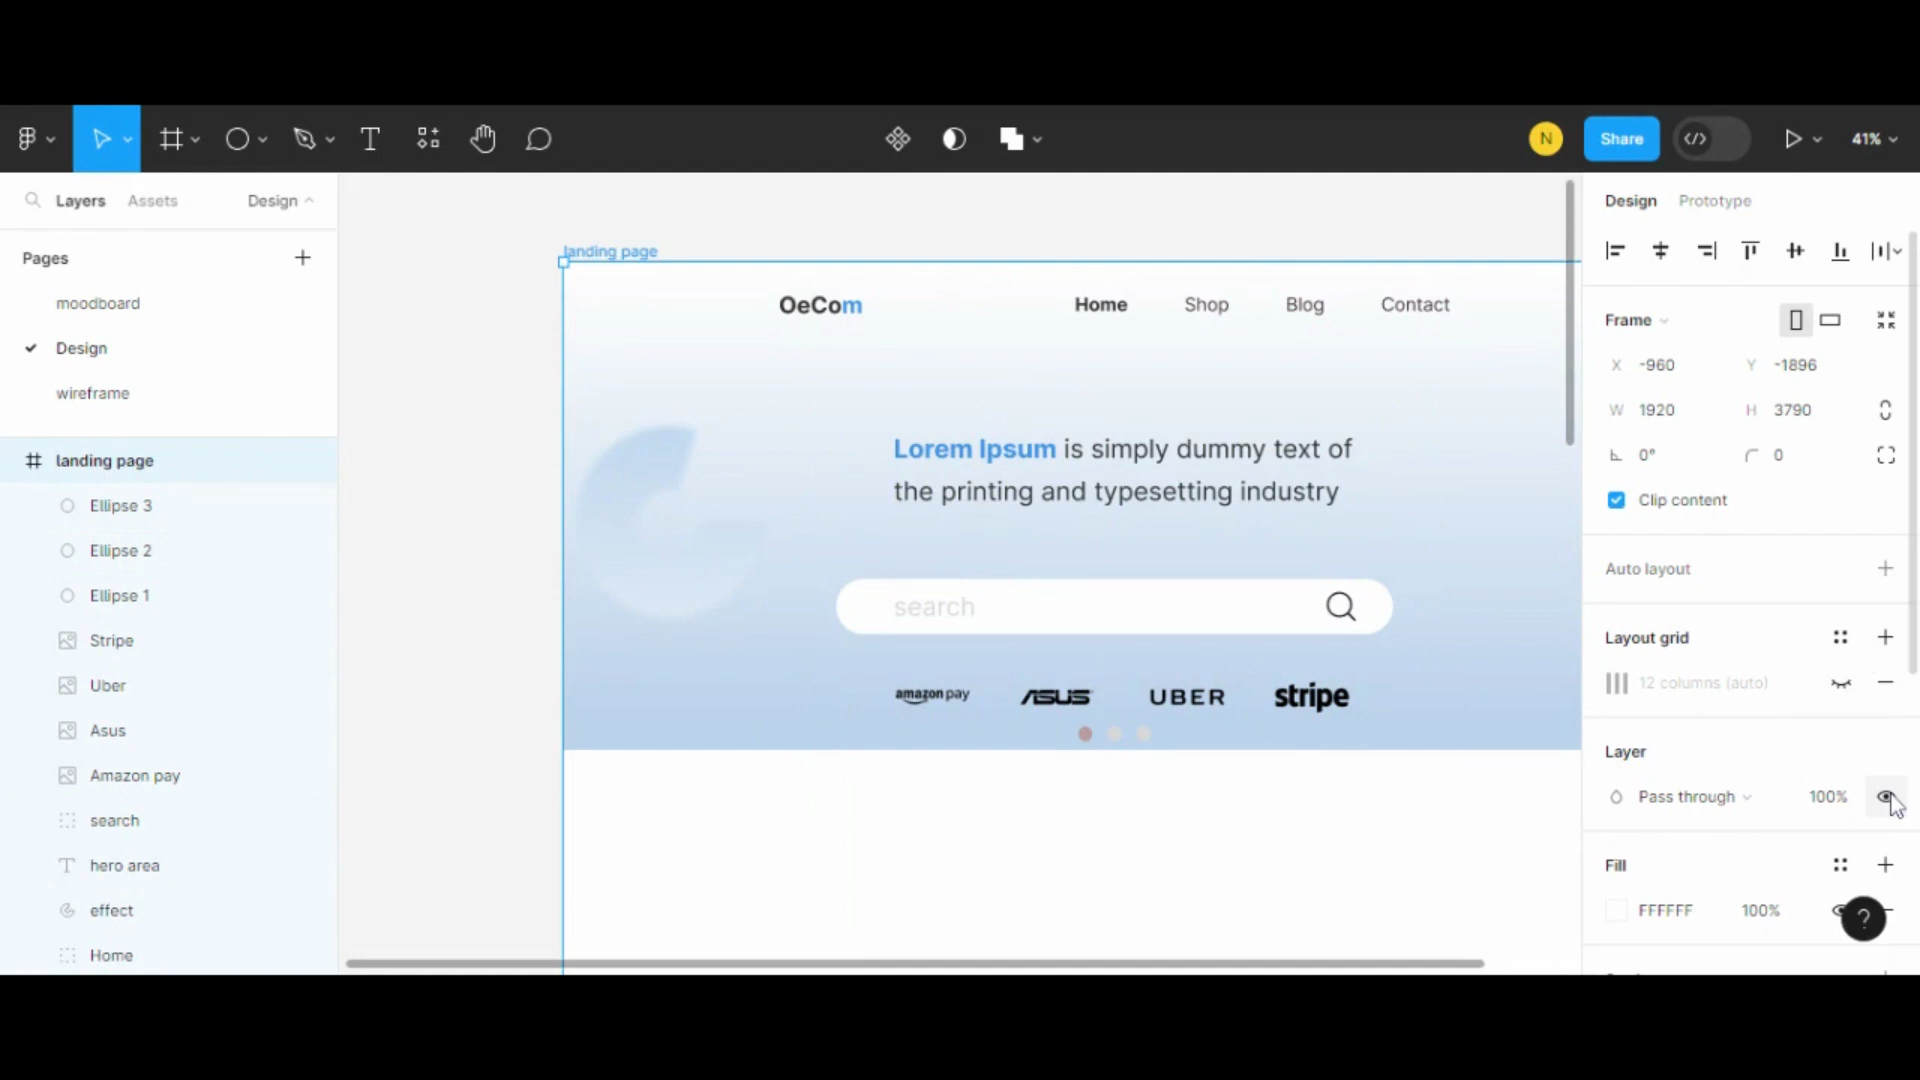 N
Share
41%
Layers
Assets
Design
Pages
moodboard
Design
wireframe
landing page
Ellipse 3
Ellipse 2
Ellipse 1
Stripe
Uber
Asus
Amazon pay
search
hero area
effect
Home
landing page
OeCom
Home
Shop
Blog
Contact
Lorem Ipsum is simply dummy text of
the printing and typesetting industry
search
amazon pay
ASUS
UBER
stripe
Design
Prototype
Frame
X -960
Y -1896
W 1920
H 3790
0°
0
Clip content
Auto layout
Layout grid
12 columns (auto)
Layer
Pass through
100%
Fill
FFFFFF
100%
?